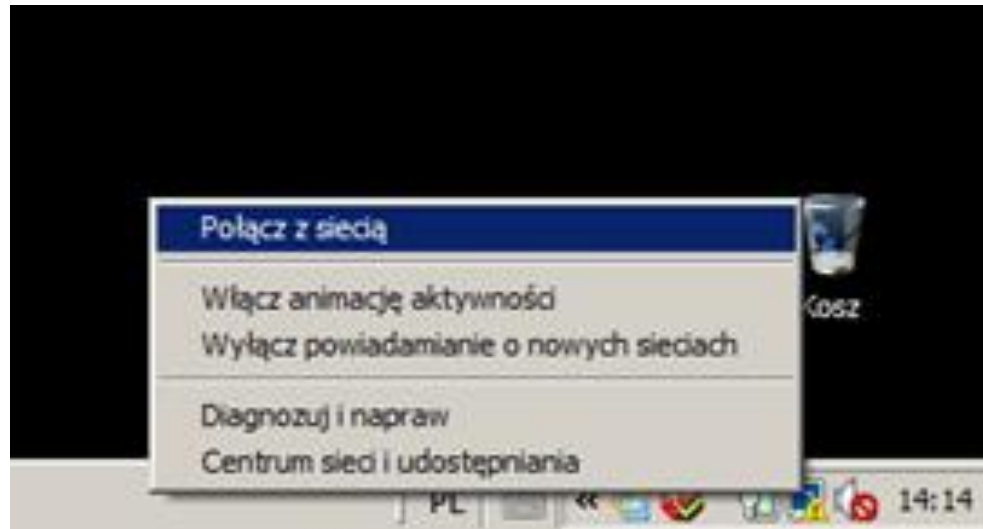 Połącz z siecią
Włącz animację aktywności
Kosz
Wyłącz powiadamianie o nowych sieciach
Diagnozuj i napraw
Centrum sieci i udostępniania
PL
«
14:14